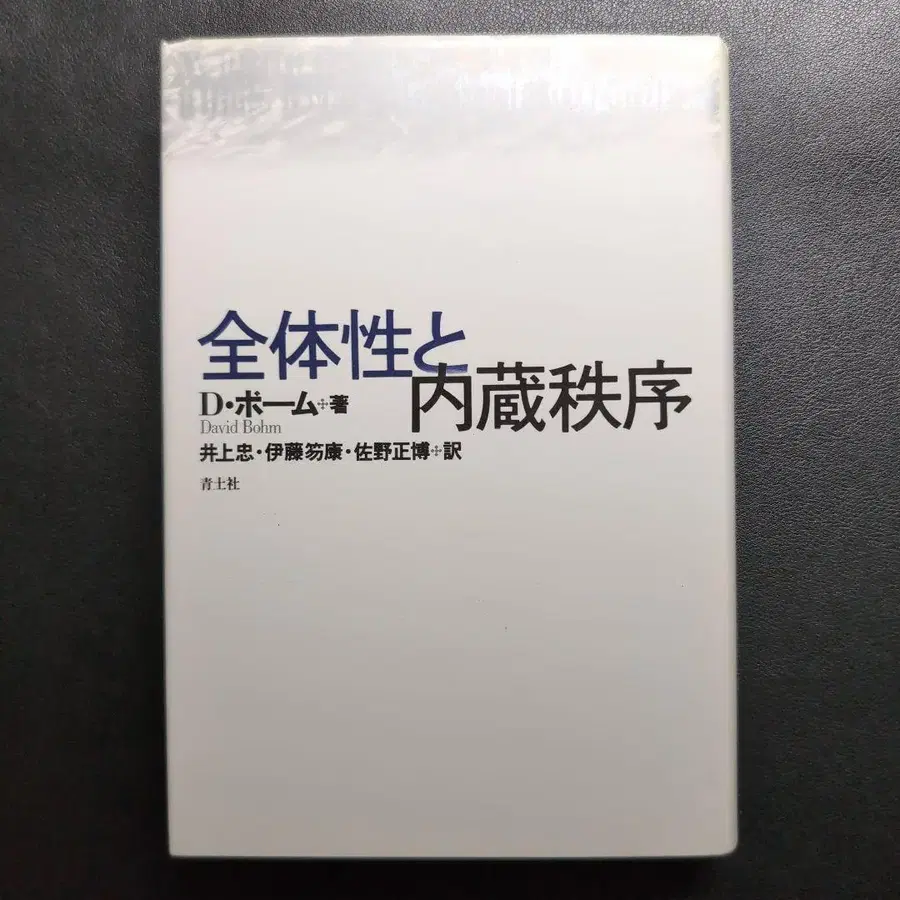 全体性と
内蔵秩序
D・ボーム✣著
David Bohm
井上忠・伊藤笏康・佐野正博✣訳
青土社